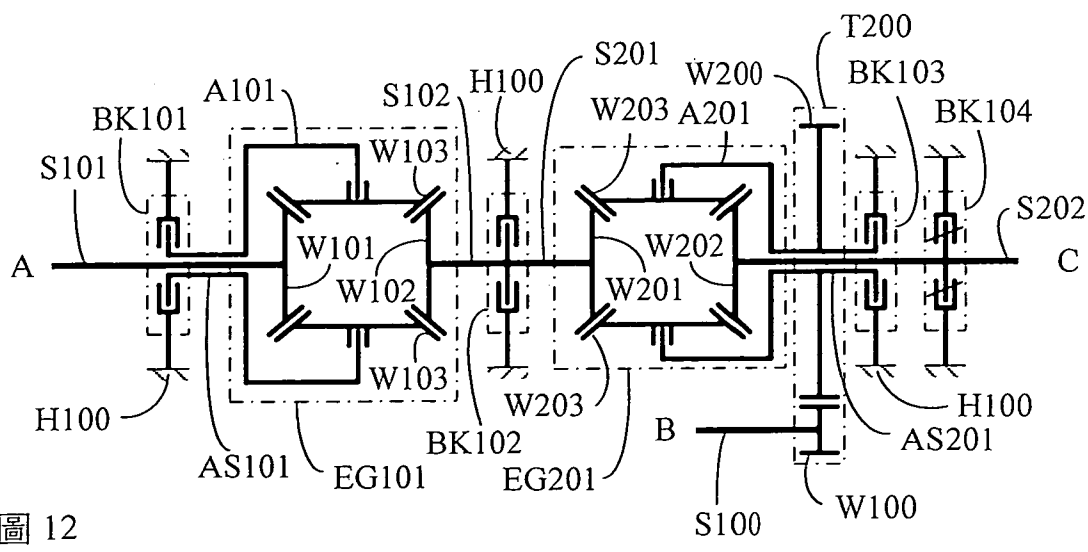 T200
S201
W200
BK103
H100
A101
S102
W203
A201
BK104
BK101
W103
S101
S202
W101
W202
A
C
W102
W201
W103
H100
W203
H100
BK102
B
AS101
AS201
EG101
EG201
W100
S100
圖 12